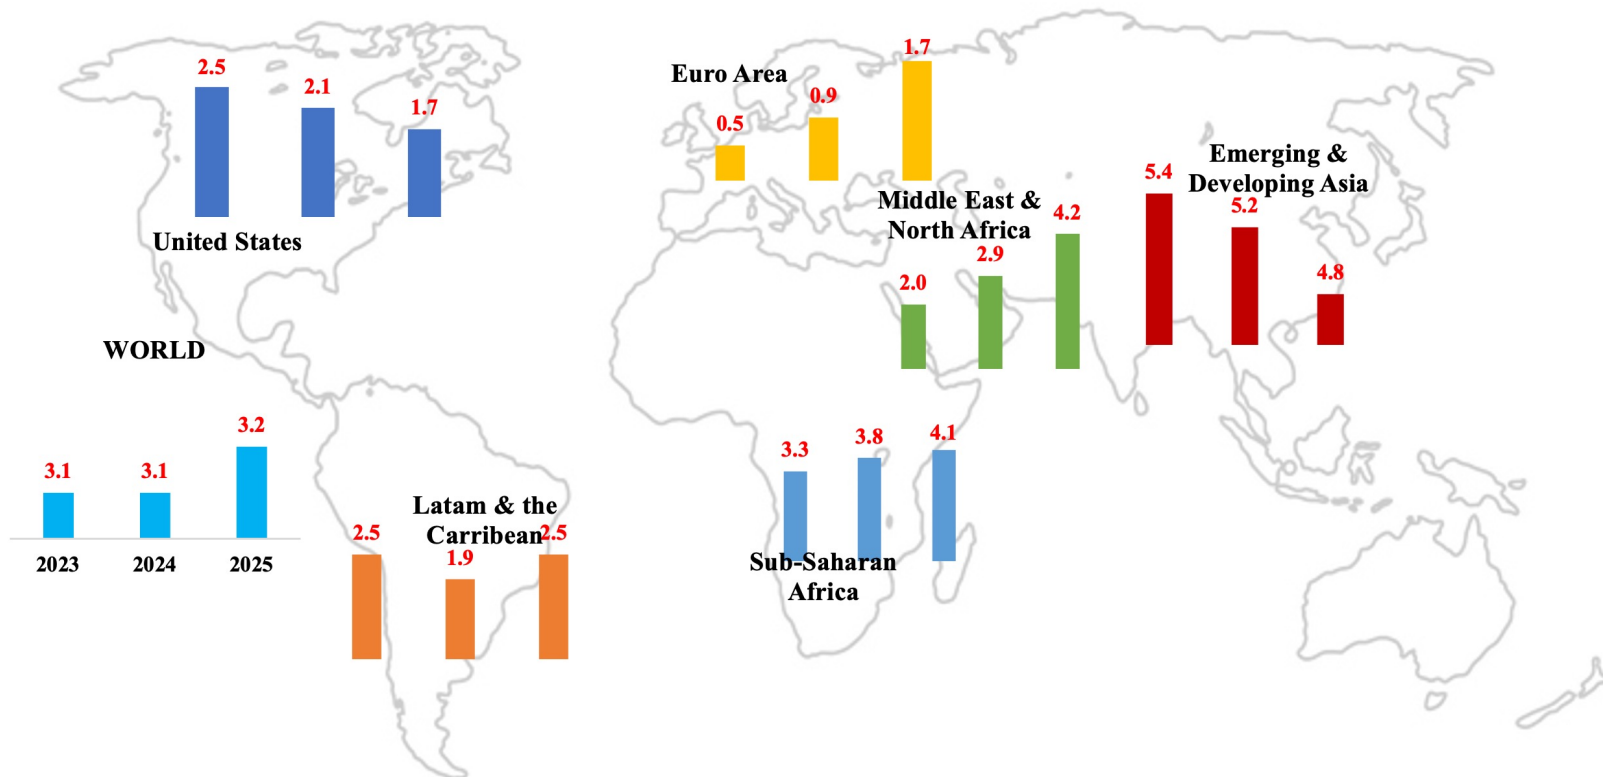 2.5
2.1
1.7
United States
Euro Area
0.5
0.9
1.7
Middle East &
North Africa
2.0
2.9
4.2
Emerging &
Developing Asia
5.4
5.2
4.8
WORLD
3.1
3.1
3.2
2023
2024
2025
Latam & the
Carribean
2.5
1.9
2.5
3.3
3.8
4.1
Sub-Saharan
Africa